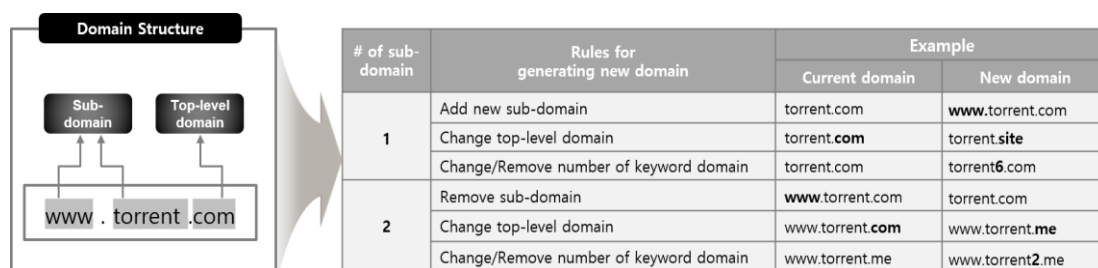 Domain Structure
Sub-
domain
Top-level
domain
www . torrent .com
# of sub-
domain
Rules for
generating new domain
Example
Current domain
New domain
1
Add new sub-domain
torrent.com
www.torrent.com
Change top-level domain
torrent.com
torrent.site
Change/Remove number of keyword domain
torrent.com
torrent6.com
2
Remove sub-domain
www.torrent.com
torrent.com
Change top-level domain
www.torrent.com
www.torrent.me
Change/Remove number of keyword domain
www.torrent.me
www.torrent2.me